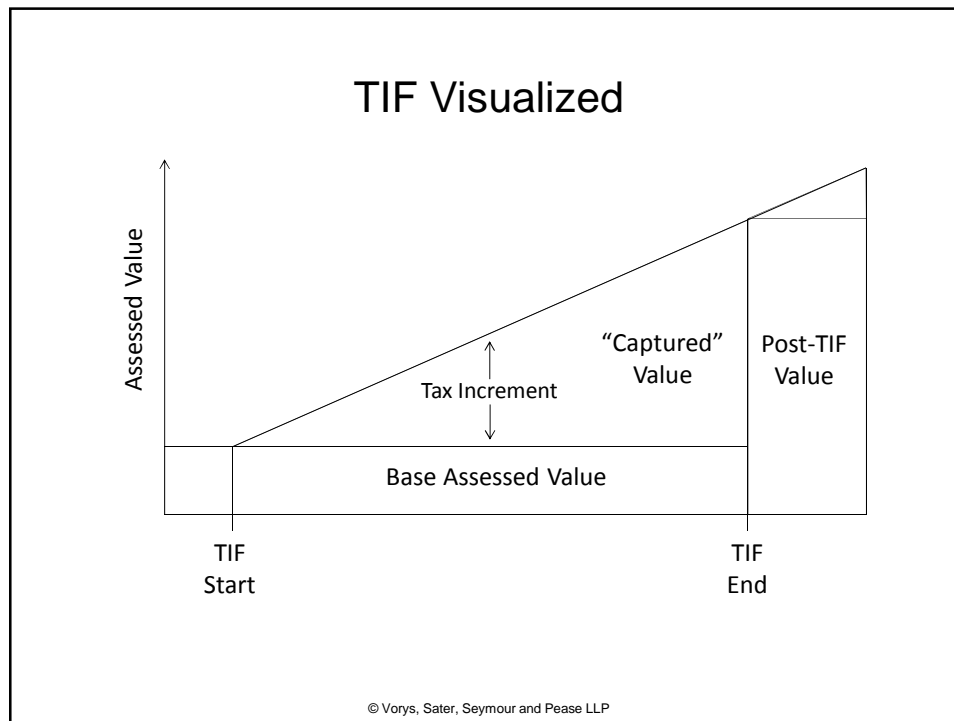 TIF Visualized
Assessed Value
“Captured”
Value
Post-TIF
Value
Tax Increment
Base Assessed Value
TIF
Start
TIF
End
© Vorys, Sater, Seymour and Pease LLP